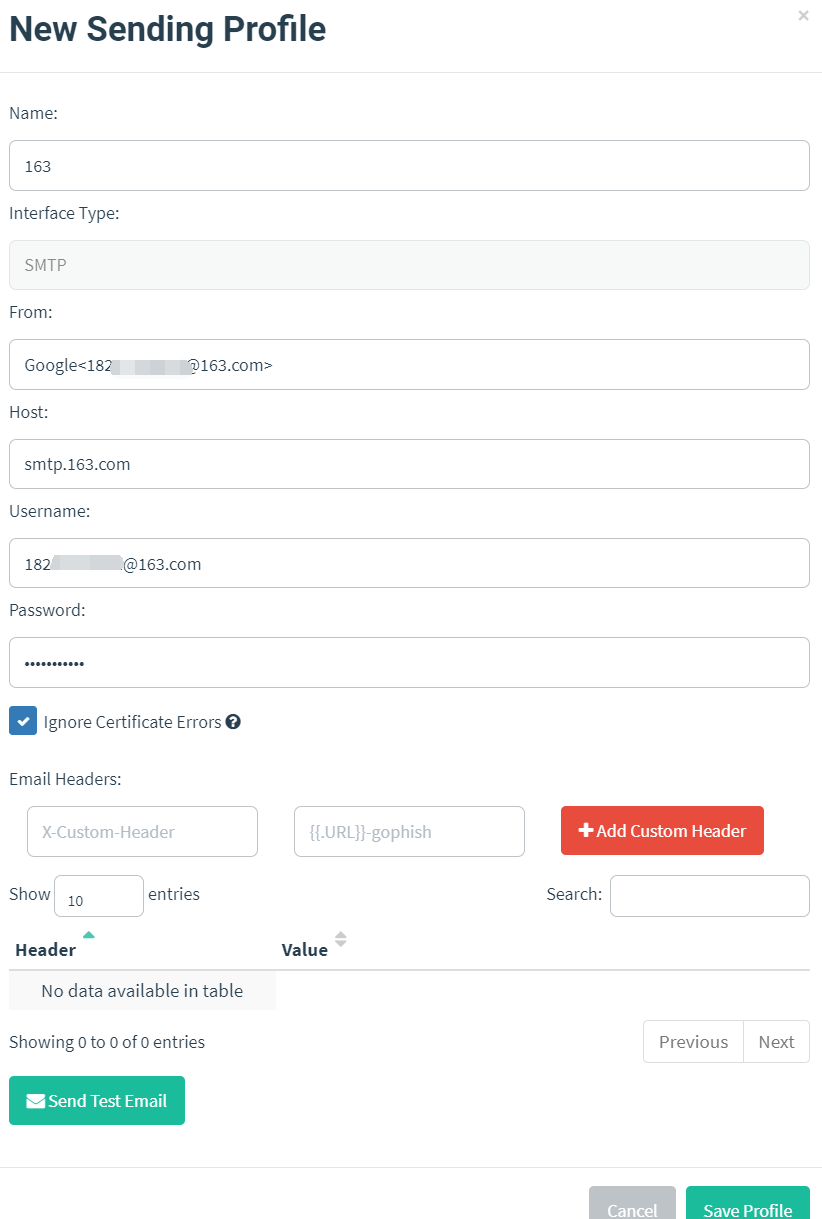 New Sending Profile
×
Name:
163
Interface Type:
SMTP
From:
Google<182 @163.com>
Host:
smtp.163.com
Username:
182 @163.com
Password:
•••••••••••
Ignore Certificate Errors ?
Email Headers:
X-Custom-Header {{.URL}}-gophish + Add Custom Header
Show 10 entries Search:
Header Value
No data available in table
Showing 0 to 0 of 0 entries Previous Next
Send Test Email
Cancel Save Profile